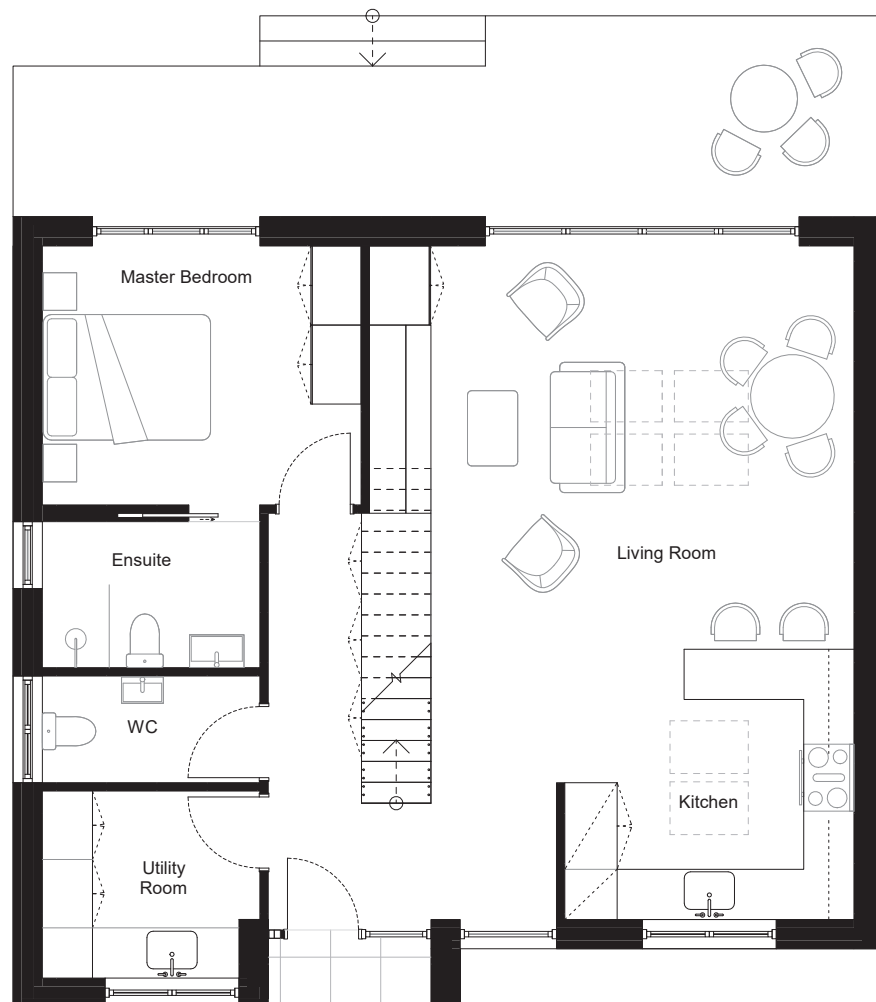 Master Bedroom
Ensuite
Living Room
WC
Kitchen
Utility
Room